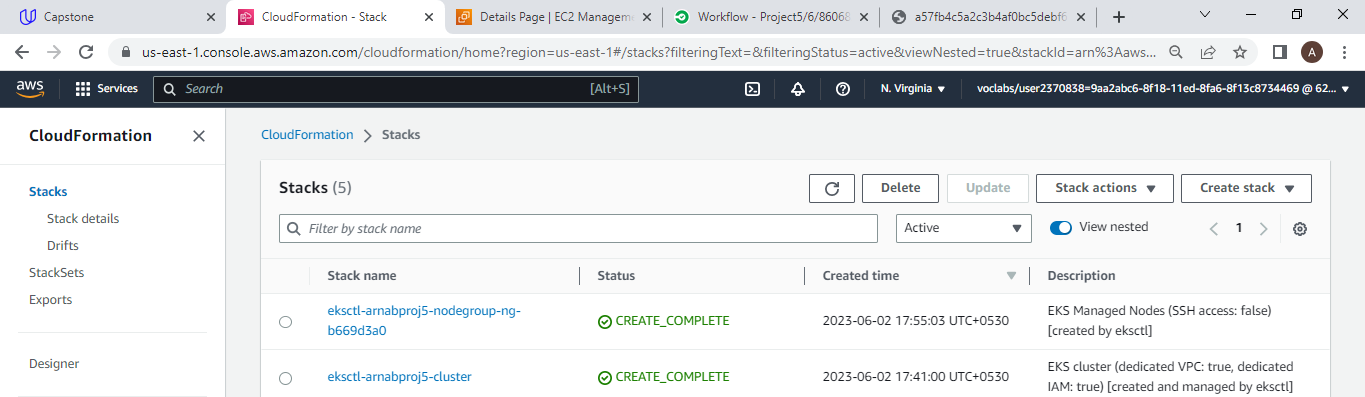 Capstone
CloudFormation - Stack
Details Page | EC2 Managem
Workflow - Project5/6/86068
a57fb4c5a2c3b4af0bc5debf6
us-east-1.console.aws.amazon.com/cloudformation/home?region=us-east-1#/stacks?filteringText=&filteringStatus=active&viewNested=true&stackId=arn%3Aaws...
A
aws
Services
Search
[Alt+S]
N. Virginia
voclabs/user2370838=9aa2abc6-8f18-11ed-8fa6-8f13c8734469 @ 62...
CloudFormation
Stacks
Stack details
Drifts
StackSets
Exports
Designer
CloudFormation
Stacks
Stacks (5)
Delete
Update
Stack actions
Create stack
Filter by stack name
Active
View nested
1
Stack name
Status
Created time
Description
eksctl-arnabproj5-nodegroup-ng-
b669d3a0
CREATE_COMPLETE
2023-06-02 17:55:03 UTC+0530
EKS Managed Nodes (SSH access: false)
[created by eksctl]
eksctl-arnabproj5-cluster
CREATE_COMPLETE
2023-06-02 17:41:00 UTC+0530
EKS cluster (dedicated VPC: true, dedicated
IAM: true) [created and managed by eksctl]